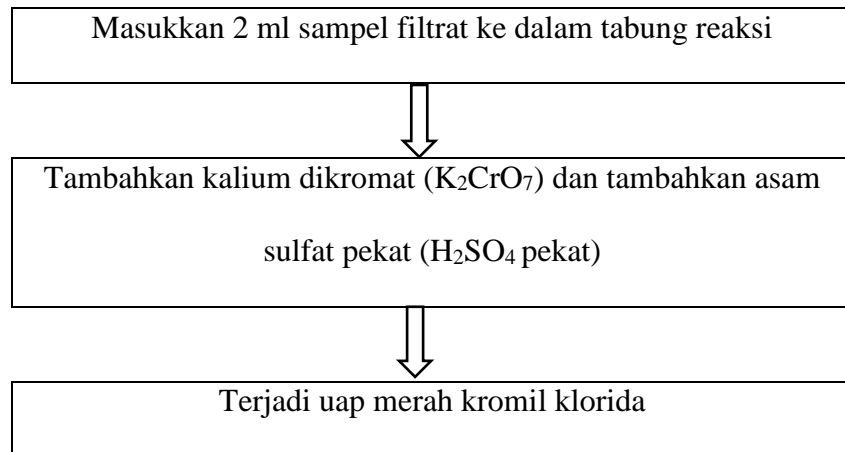 Masukkan 2 ml sampel filtrat ke dalam tabung reaksi
Tambahkan kalium dikromat (K₂CrO₇) dan tambahkan asam
sulfat pekat (H₂SO₄ pekat)
Terjadi uap merah kromil klorida